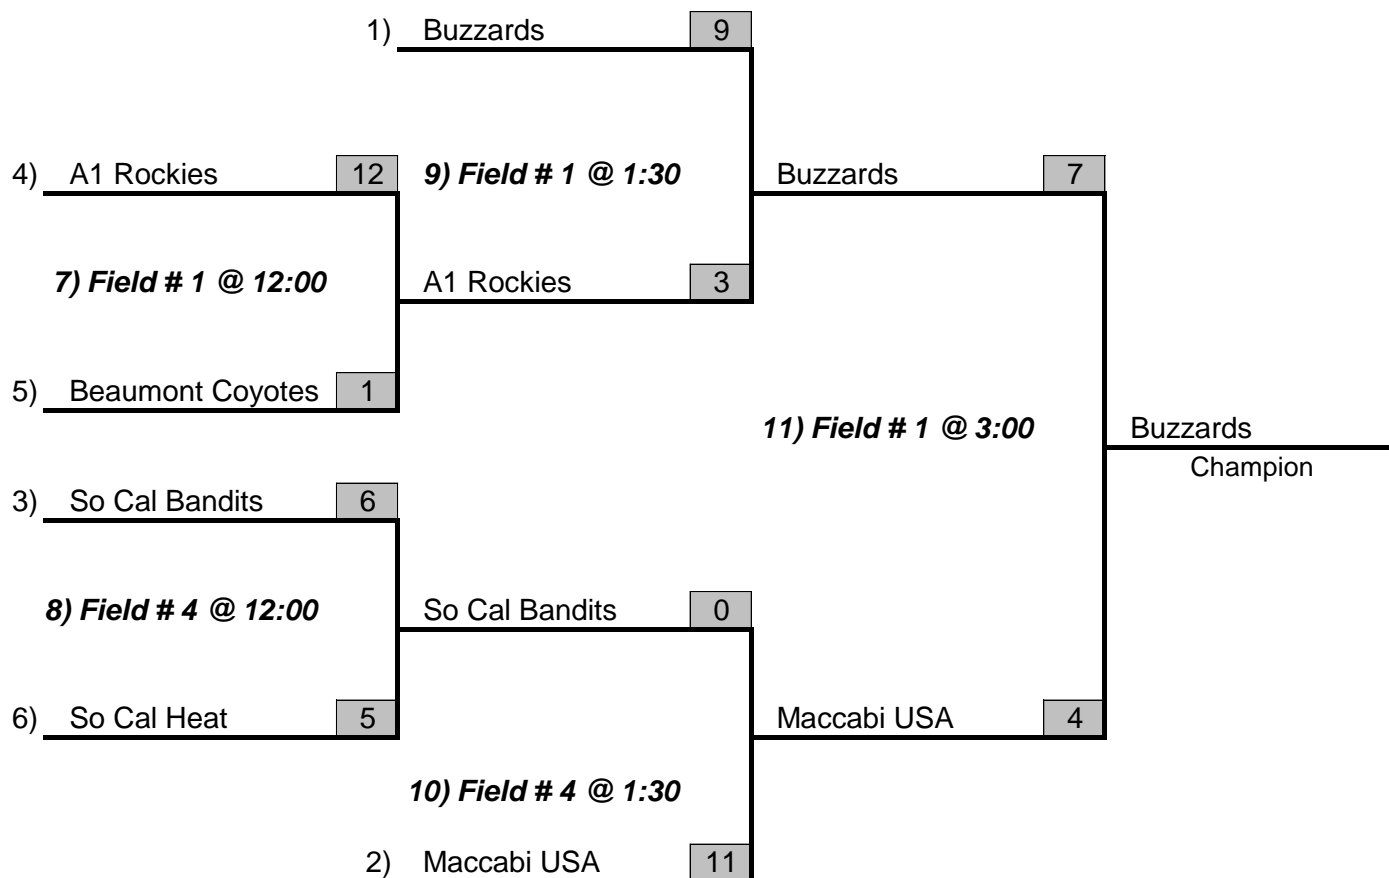 1) Buzzards 9
4) A1 Rockies 12 9) Field # 1 @ 1:30 Buzzards 7
7) Field # 1 @ 12:00 A1 Rockies 3
5) Beaumont Coyotes 1
11) Field # 1 @ 3:00 Buzzards
Champion
3) So Cal Bandits 6
8) Field # 4 @ 12:00 So Cal Bandits 0
6) So Cal Heat 5 Maccabi USA 4
10) Field # 4 @ 1:30
2) Maccabi USA 11